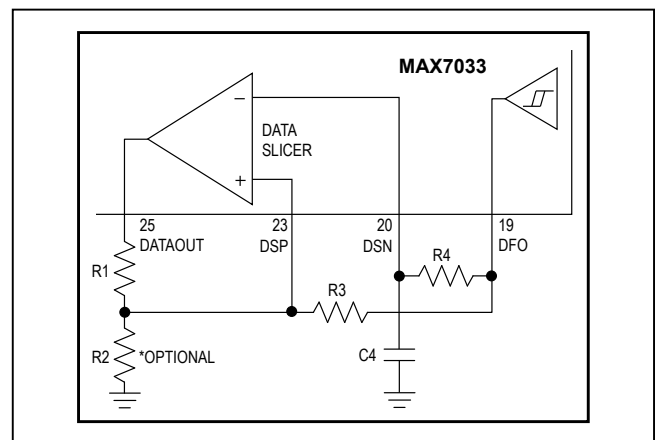 MAX7033
−
DATA
SLICER
+
25
DATAOUT
23
DSP
20
DSN
19
DFO
R1
R3
R4
R2
*OPTIONAL
C4